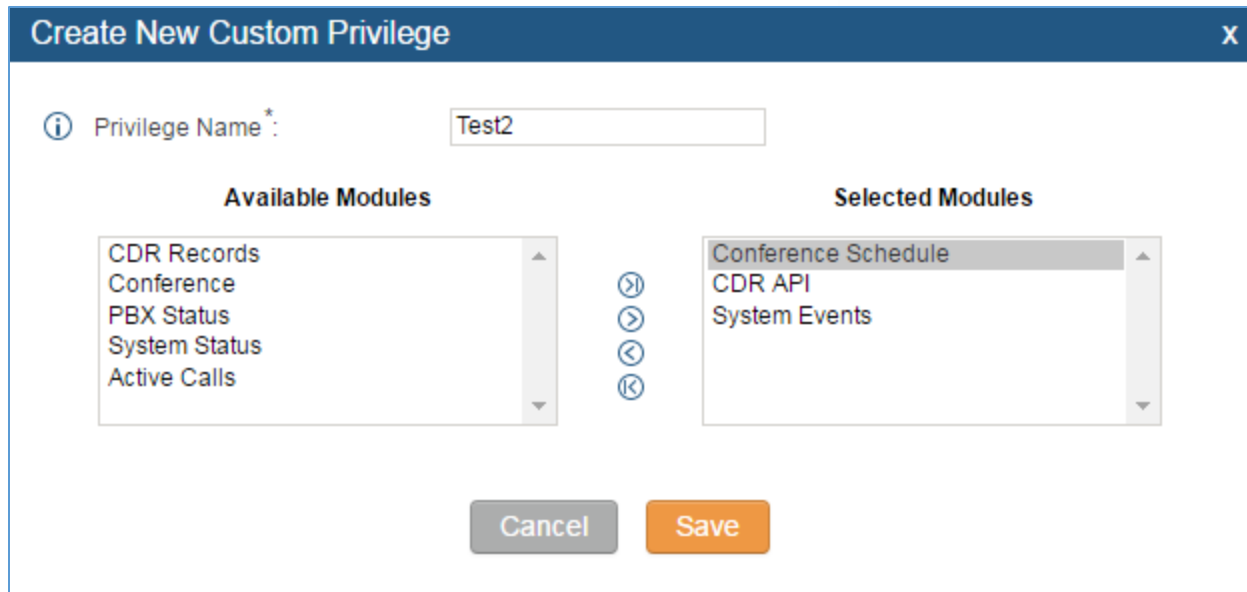 Create New Custom Privilege X
Privilege Name*: Test2
Available Modules Selected Modules
CDR Records
Conference
PBX Status
System Status
Active Calls
Conference Schedule
CDR API
System Events
Cancel Save